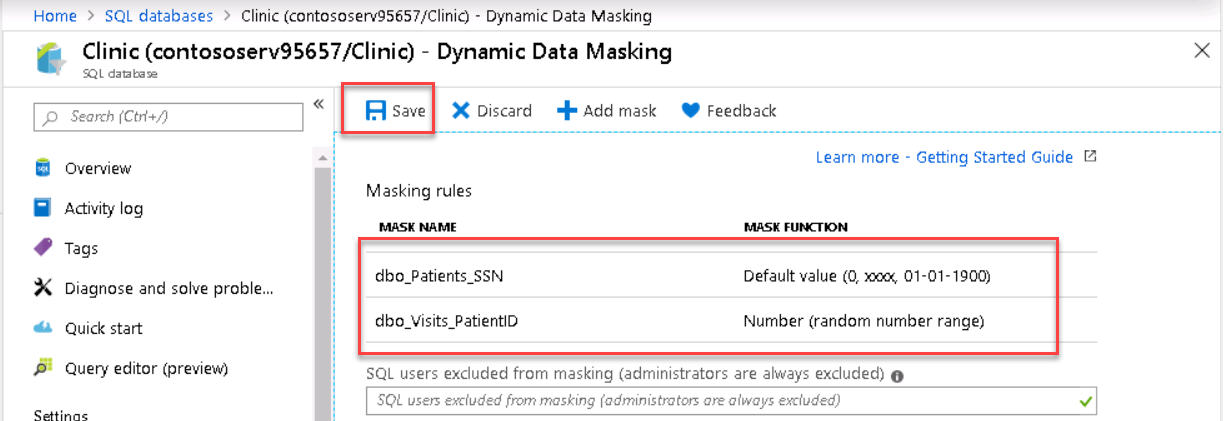 Home > SQL databases > Clinic (contososerv95657/Clinic) - Dynamic Data Masking
Clinic (contososerv95657/Clinic) - Dynamic Data Masking
SQL database
Search (Ctrl+/)
Save Discard Add mask Feedback
Learn more - Getting Started Guide
Overview
Activity log
Tags
Diagnose and solve proble...
Quick start
Query editor (preview)
Settings
Masking rules
MASK NAME MASK FUNCTION
dbo_Patients_SSN Default value (0, xxxx, 01-01-1900)
dbo_Visits_PatientID Number (random number range)
SQL users excluded from masking (administrators are always excluded)
SQL users excluded from masking (administrators are always excluded)